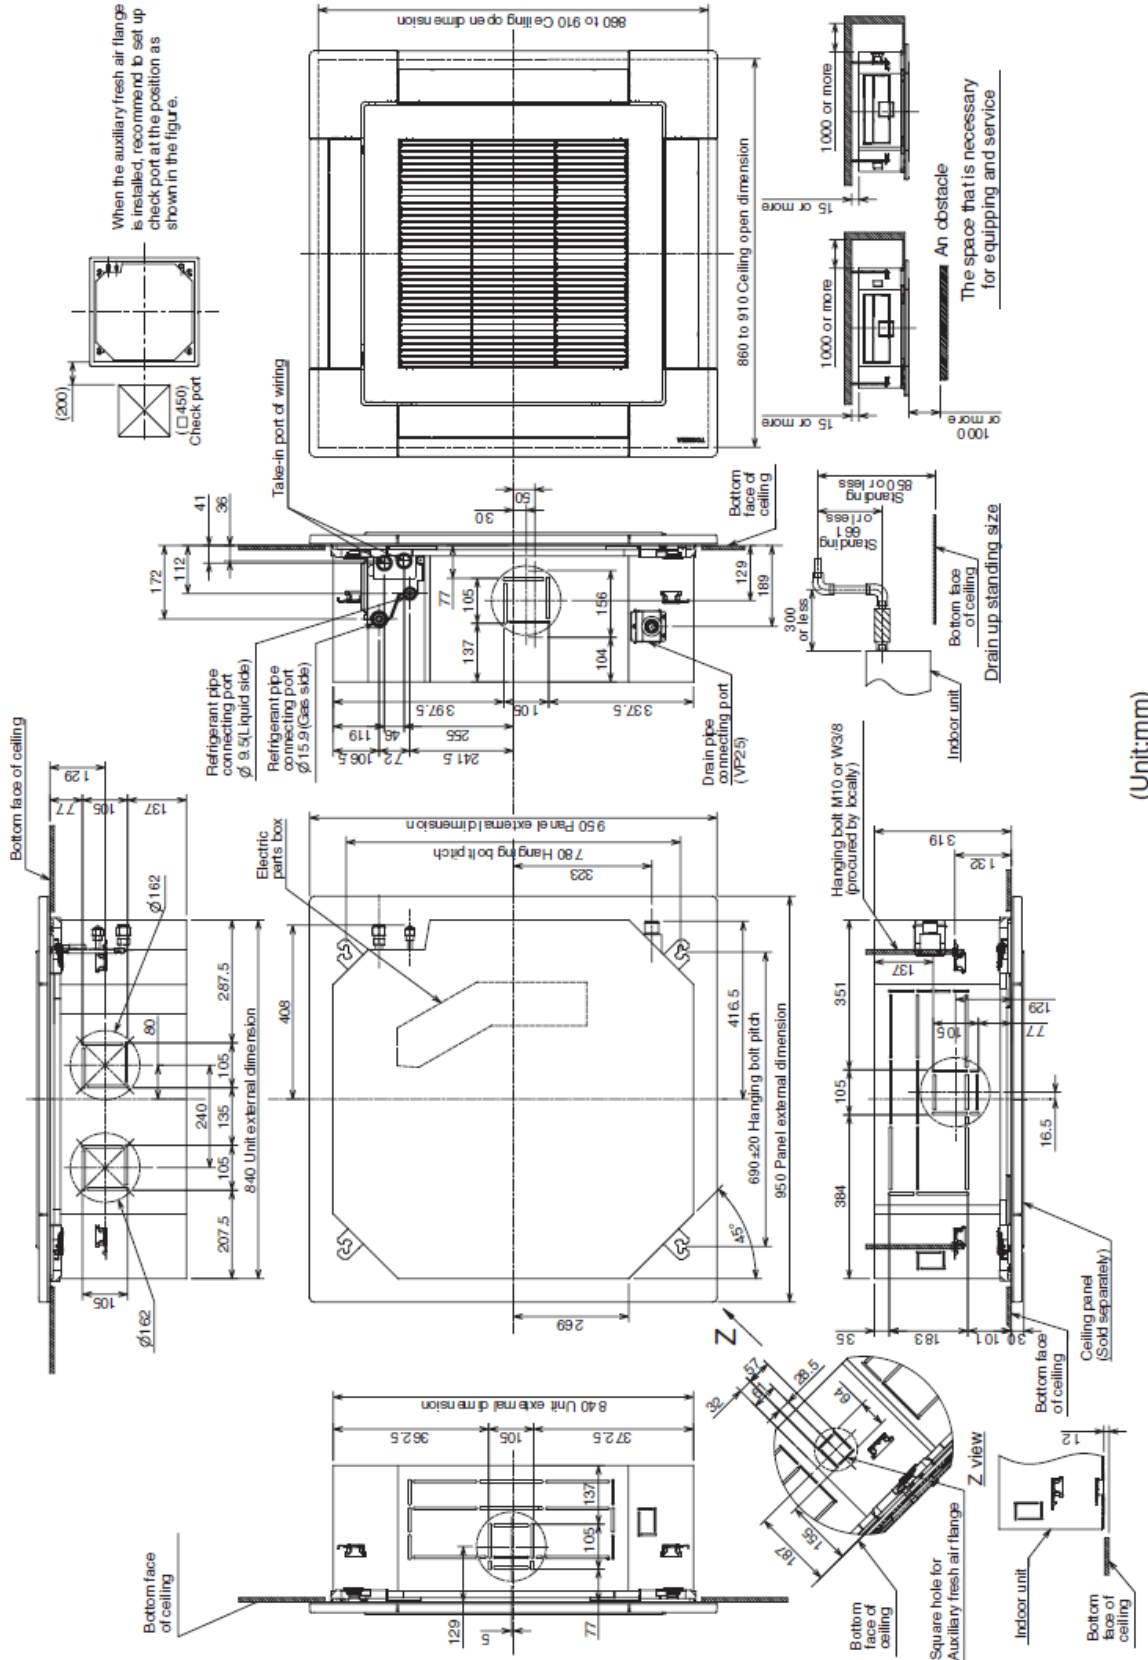 When the auxiliary fresh air flange
is installed, recommend to set up
check port at the position as
shown in the figure.
(200)
(□450)
Check port
860 to 910 Ceiling open dimension
860 to 910 Ceiling open dimension
TOSHIBA
1000 or more
15 or more
1000 or more
15 or more
1000
or more
An obstacle
The space that is necessary
for equipping and service
Take-in port of wiring
41
36
172
112
Refrigerant pipe
connecting port
Ø 9.5(Liquid side)
Refrigerant pipe
connecting port
Ø 15.9(Gas side)
30
50
77
105
137
156
104
129
189
Bottom
face of
ceiling
397.5
105
337.5
119
46
255
106.5
72
241.5
Drain pipe
connecting port
(VP25)
300
or less
Standing
661
or less
Standing
850 or less
Bottom face
of ceiling
Indoor unit
Drain up standing size
Bottom face of ceiling
129
77
105
137
Ø162
287.5
80
105
240
135
105
207.5
840 Unit external dimension
105
Ø162
Electric
parts box
950 Panel external dimension
780 Hanging bolt pitch
323
408
416.5
690±20 Hanging bolt pitch
950 Panel external dimension
45°
269
Z
Hanging bolt M10 or W3/8
(procured by locally)
319
132
137
351
105
129
77
105
16.5
384
35
183
101
30
Ceiling panel
(Sold separately)
Bottom face
of ceiling
(Unit:mm)
Bottom face
of ceiling
840 Unit external dimension
362.5
105
372.5
137
105
77
129
5
57
61
32
28.5
64
155
187
Z view
Bottom
face of
ceiling
Square hole for
Auxiliary fresh air flange
12
Indoor unit
Bottom
face of
ceiling